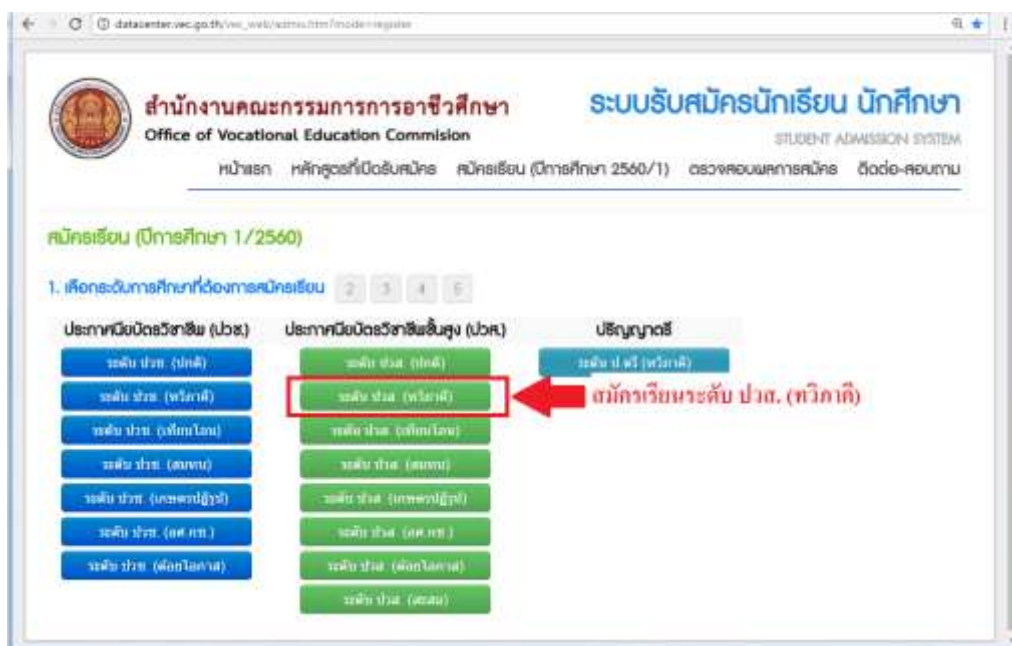 datacenter.vec.go.th/vec_web/admis.htm?mode=register
สำนักงานคณะกรรมการการอาชีวศึกษา
ระบบรับสมัครนักเรียน นักศึกษา
Office of Vocational Education Commision
STUDENT ADMISSION SYSTEM
หน้าแรก หลักสูตรที่เปิดรับสมัคร สมัครเรียน (ปีการศึกษา 2560/1) ตรวจสอบผลการสมัคร ติดต่อ-สอบถาม
สมัครเรียน (ปีการศึกษา 1/2560)
1. เลือกระดับการศึกษาที่ต้องการสมัครเรียน 2 3 4 5
ประกาศนียบัตรวิชาชีพ (ปวช.) ประกาศนียบัตรวิชาชีพชั้นสูง (ปวส.) ปริญญาตรี
ระดับ ปวช. (ปกติ) ระดับ ปวส. (ปกติ) ระดับ ป.ตรี (ทวิภาคี)
ระดับ ปวช. (ทวิภาคี) ระดับ ปวส. (ทวิภาคี) สมัครเรียนระดับ ปวส. (ทวิภาคี)
ระดับ ปวช. (เทียบโอน) ระดับ ปวส. (เทียบโอน)
ระดับ ปวช. (สมทบ) ระดับ ปวส. (สมทบ)
ระดับ ปวช. (เกษตรปฏิรูป) ระดับ ปวส. (เกษตรปฏิรูป)
ระดับ ปวช. (อศ.กช.) ระดับ ปวส. (อศ.กช.)
ระดับ ปวช. (ด้อยโอกาส) ระดับ ปวส. (ด้อยโอกาส)
ระดับ ปวส. (สะสม)